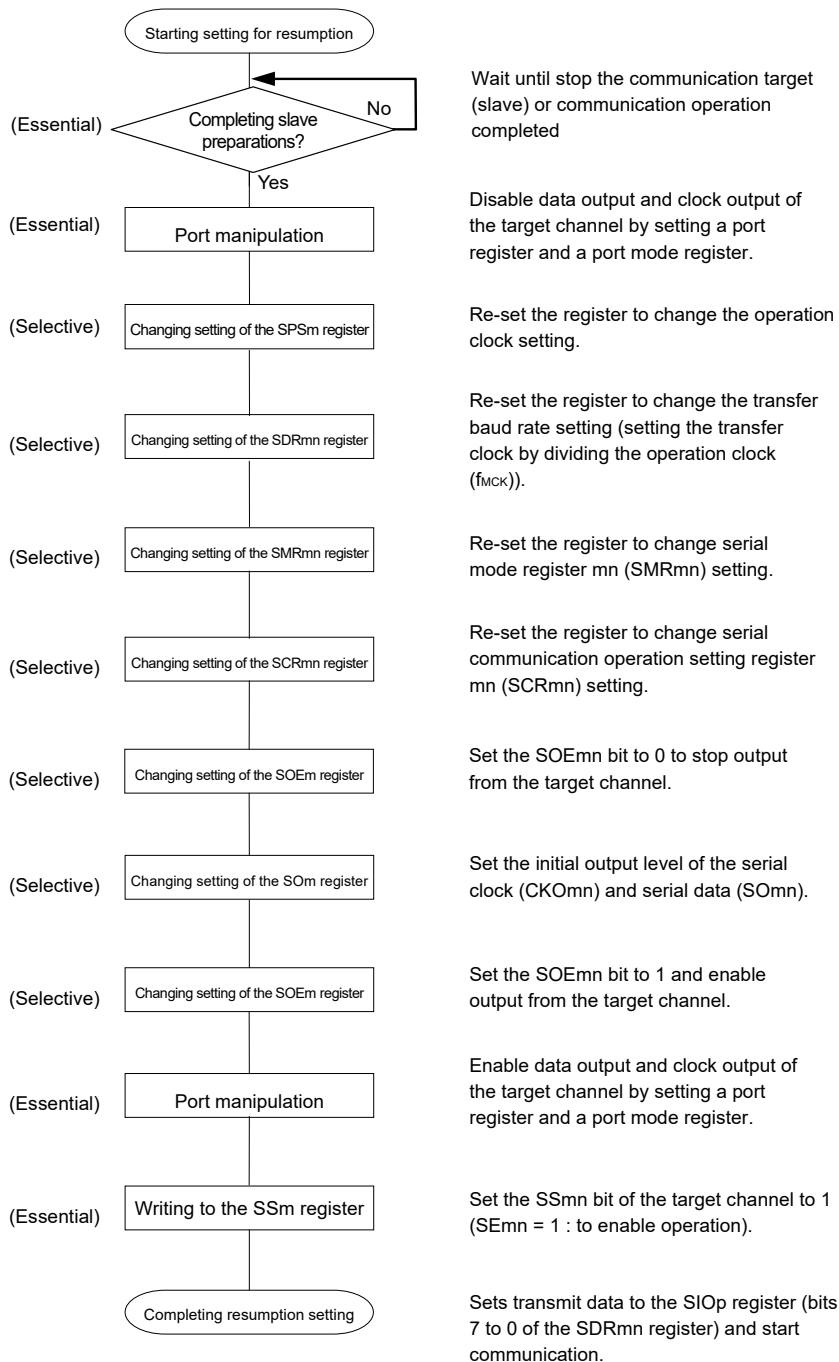 Starting setting for resumption
(Essential)
Completing slave
preparations?
No
Yes
Wait until stop the communication target
(slave) or communication operation
completed
(Essential)
Port manipulation
Disable data output and clock output of
the target channel by setting a port
register and a port mode register.
(Selective)
Changing setting of the SPSm register
Re-set the register to change the operation
clock setting.
(Selective)
Changing setting of the SDRmn register
Re-set the register to change the transfer
baud rate setting (setting the transfer
clock by dividing the operation clock
(fMCK)).
(Selective)
Changing setting of the SMRmn register
Re-set the register to change serial
mode register mn (SMRmn) setting.
(Selective)
Changing setting of the SCRmn register
Re-set the register to change serial
communication operation setting register
mn (SCRmn) setting.
(Selective)
Changing setting of the SOEm register
Set the SOEmn bit to 0 to stop output
from the target channel.
(Selective)
Changing setting of the SOm register
Set the initial output level of the serial
clock (CKOmn) and serial data (SOmn).
(Selective)
Changing setting of the SOEm register
Set the SOEmn bit to 1 and enable
output from the target channel.
(Essential)
Port manipulation
Enable data output and clock output of
the target channel by setting a port
register and a port mode register.
(Essential)
Writing to the SSm register
Set the SSmn bit of the target channel to 1
(SEmn = 1 : to enable operation).
Completing resumption setting
Sets transmit data to the SIOp register (bits
7 to 0 of the SDRmn register) and start
communication.